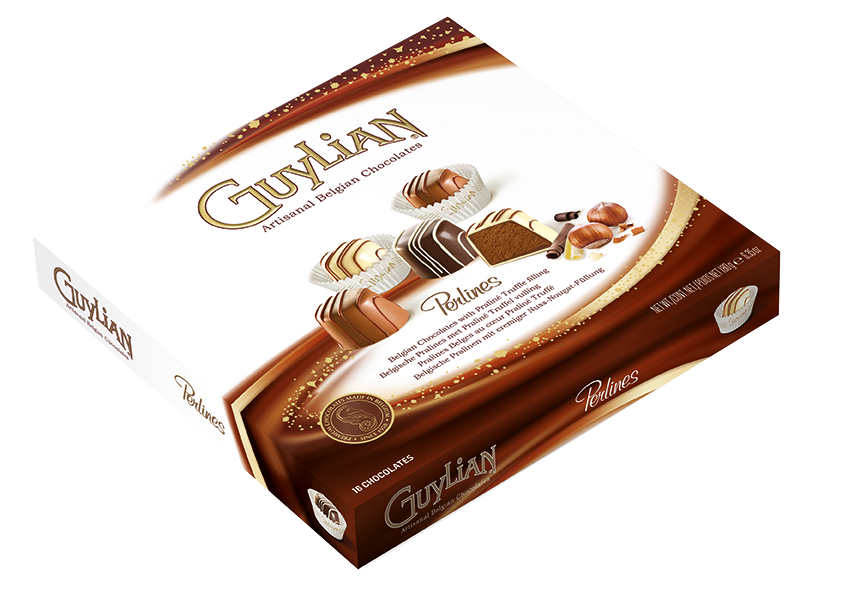 GUYLIAN
Artisanal Belgian Chocolates
Perlines
Belgian Chocolates with Praliné Truffle filling
Belgische Pralines met Praliné Truffel vulling
Pralines Belges au cœur Praliné Truffé
Belgische Pralinen mit cremiger Nuss-Nougat-Füllung
16 CHOCOLATES
GUYLIAN
Artisanal Belgian Chocolates
Perlines
GUYLIAN
Artisanal Belgian Chocolates
Perlines